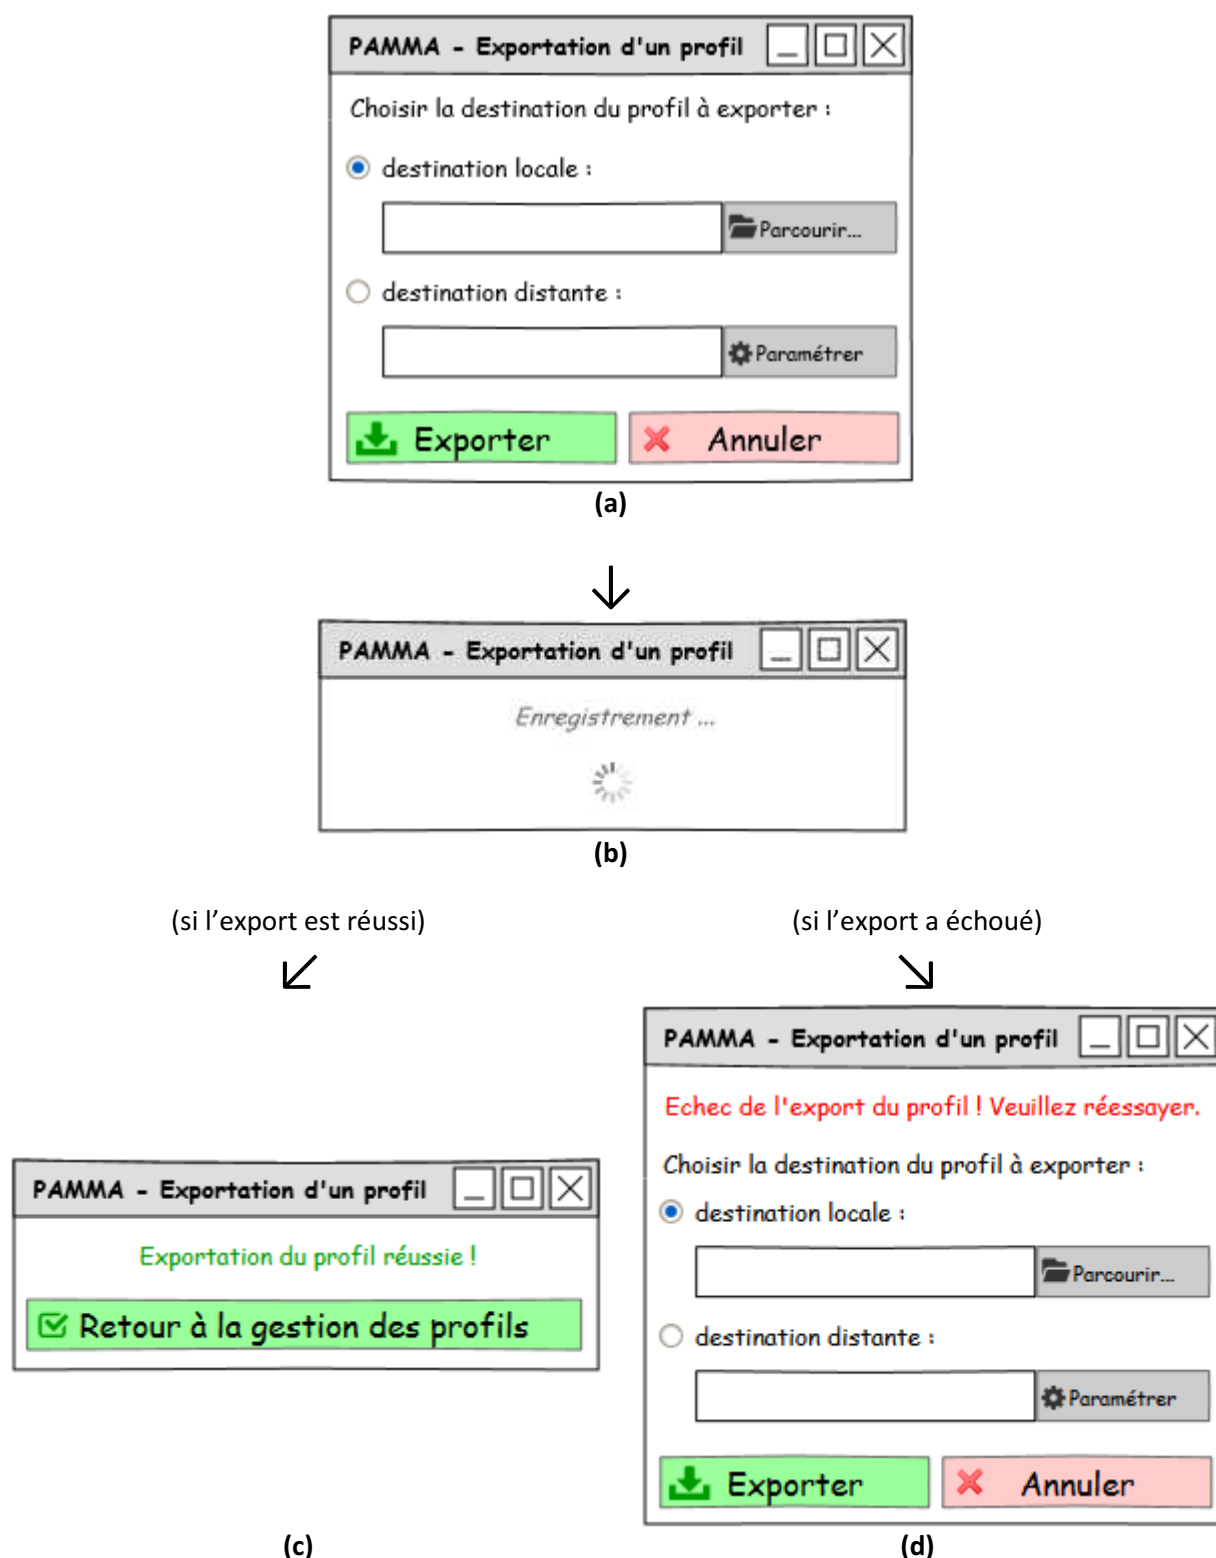 PAMMA - Exportation d'un profil
Choisir la destination du profil à exporter :
destination locale :
Parcourir...
destination distante :
Paramétrer
Exporter
Annuler
(a)
PAMMA - Exportation d'un profil
Enregistrement ...
(b)
(si l'export est réussi)
(si l'export a échoué)
PAMMA - Exportation d'un profil
Exportation du profil réussie !
Retour à la gestion des profils
(c)
PAMMA - Exportation d'un profil
Echec de l'export du profil ! Veuillez réessayer.
Choisir la destination du profil à exporter :
destination locale :
Parcourir...
destination distante :
Paramétrer
Exporter
Annuler
(d)